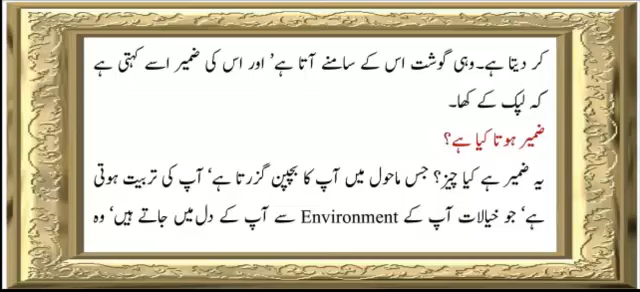 کر دیتا ہے۔ وہی گوشت اس کے سامنے آتا ہے‘ اور اس کی ضمیر اسے کہتی ہے
کہ لپک کے کھا۔
ضمیر ہوتا کیا ہے؟
یہ ضمیر ہے کیا چیز؟ جس ماحول میں آپ کا بچپن گزرتا ہے‘ آپ کی تربیت ہوتی
ہے‘ جو خیالات آپ کے Environment سے آپ کے دل میں جاتے ہیں‘ وہ